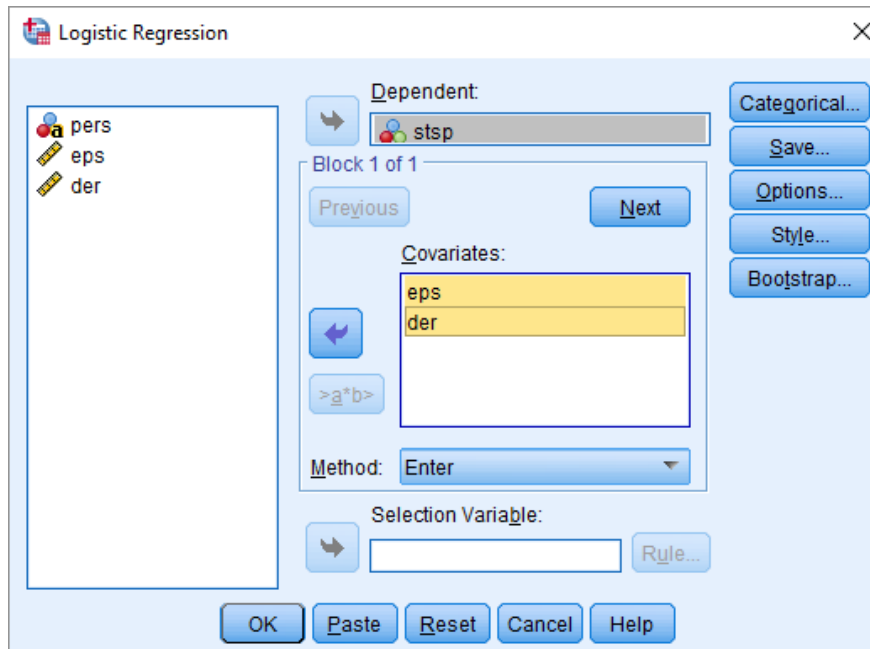 Logistic Regression
pers
eps
der
Dependent:
stsp
Block 1 of 1
Previous
Next
Covariates:
eps
der
>a*b>
Method: Enter
Selection Variable:
Rule...
Categorical...
Save...
Options...
Style...
Bootstrap...
OK Paste Reset Cancel Help